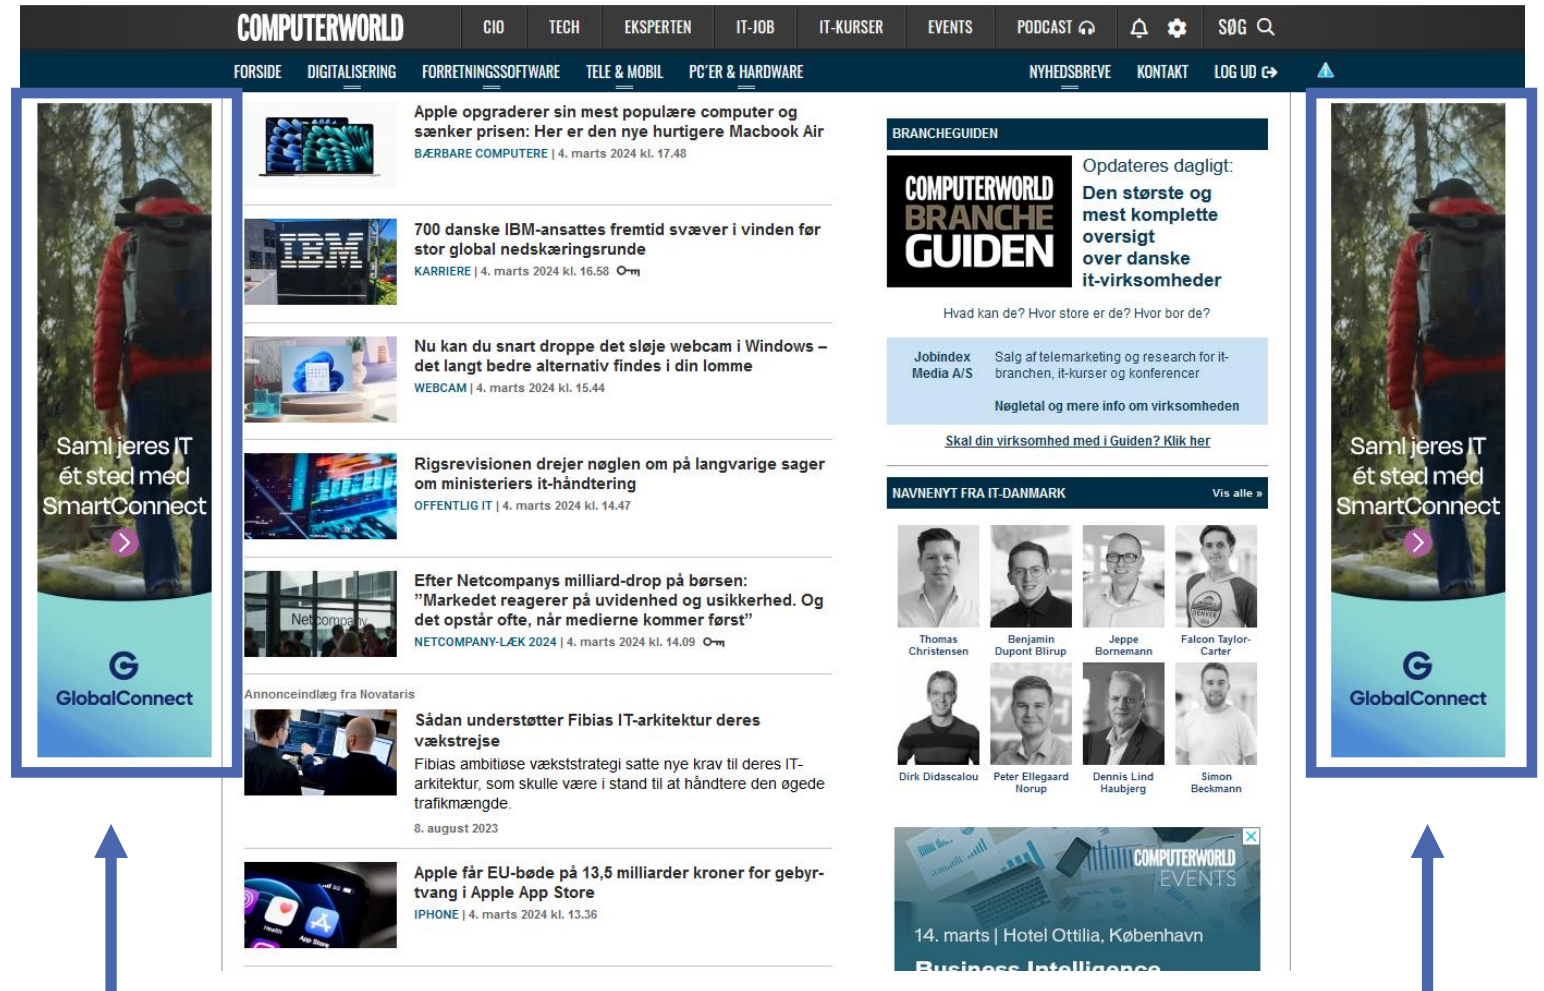 COMPUTERWORLD
CIO
TECH
EKSPERTEN
IT-JOB
IT-KURSER
EVENTS
PODCAST
SØG
FORSIDE
DIGITALISERING
FORRETNINGSSOFTWARE
TELE & MOBIL
PC´ER & HARDWARE
NYHEDSBREVE
KONTAKT
LOG UD
Saml jeres IT
ét sted med
SmartConnect
GlobalConnect
Apple opgraderer sin mest populære computer og
sænker prisen: Her er den nye hurtigere Macbook Air
BÆRBARE COMPUTERE | 4. marts 2024 kl. 17.48
IBM
700 danske IBM-ansattes fremtid svæver i vinden før
stor global nedskæringsrunde
KARRIERE | 4. marts 2024 kl. 16.58
Nu kan du snart droppe det sløje webcam i Windows –
det langt bedre alternativ findes i din lomme
WEBCAM | 4. marts 2024 kl. 15.44
Rigsrevisionen drejer nøglen om på langvarige sager
om ministeriers it-håndtering
OFFENTLIG IT | 4. marts 2024 kl. 14.47
Netcompany
Efter Netcompanys milliard-drop på børsen:
”Markedet reagerer på uvidenhed og usikkerhed. Og
det opstår ofte, når medierne kommer først”
NETCOMPANY-LÆK 2024 | 4. marts 2024 kl. 14.09
Annonceindlæg fra Novataris
Sådan understøtter Fibias IT-arkitektur deres
vækstrejse
Fibias ambitiøse vækststrategi satte nye krav til deres IT-
arkitektur, som skulle være i stand til at håndtere den øgede
trafikmængde.
8. august 2023
Health
App Store
Apple får EU-bøde på 13,5 milliarder kroner for gebyr-
tvang i Apple App Store
IPHONE | 4. marts 2024 kl. 13.36
BRANCHEGUIDEN
COMPUTERWORLD
BRANCHE
GUIDEN
Opdateres dagligt:
Den største og
mest komplette
oversigt
over danske
it-virksomheder
Hvad kan de? Hvor store er de? Hvor bor de?
Jobindex
Media A/S
Salg af telemarketing og research for it-
branchen, it-kurser og konferencer
Nøgletal og mere info om virksomheden
Skal din virksomhed med i Guiden? Klik her
NAVNENYT FRA IT-DANMARK
Vis alle »
Thomas
Christensen
Benjamin
Dupont Blirup
Jeppe
Bornemann
Falcon Taylor-
Carter
Dirk Didascalou
Peter Ellegaard
Norup
Dennis Lind
Haubjerg
Simon
Beckmann
COMPUTERWORLD
EVENTS
14. marts | Hotel Ottilia, København
Business Intelligence
Saml jeres IT
ét sted med
SmartConnect
GlobalConnect